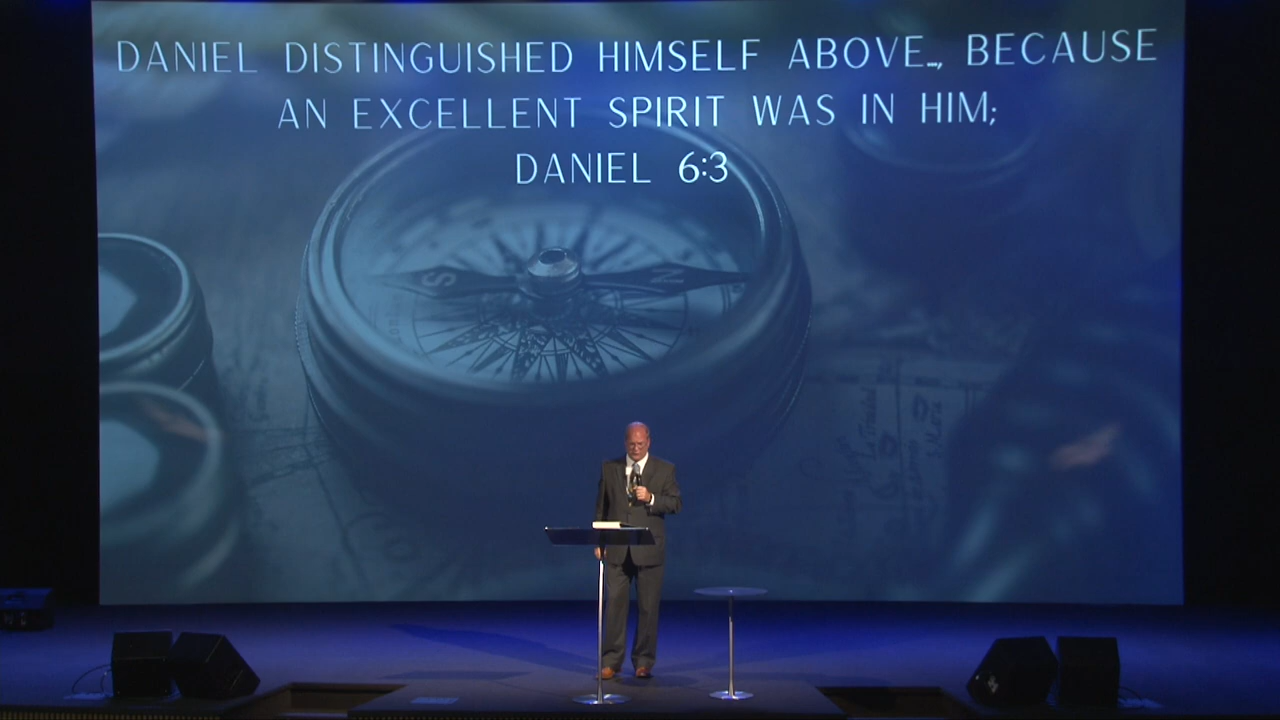 DANIEL DISTINGUISHED HIMSELF ABOVE..., BECAUSE
AN EXCELLENT SPIRIT WAS IN HIM;
DANIEL 6:3
S
N